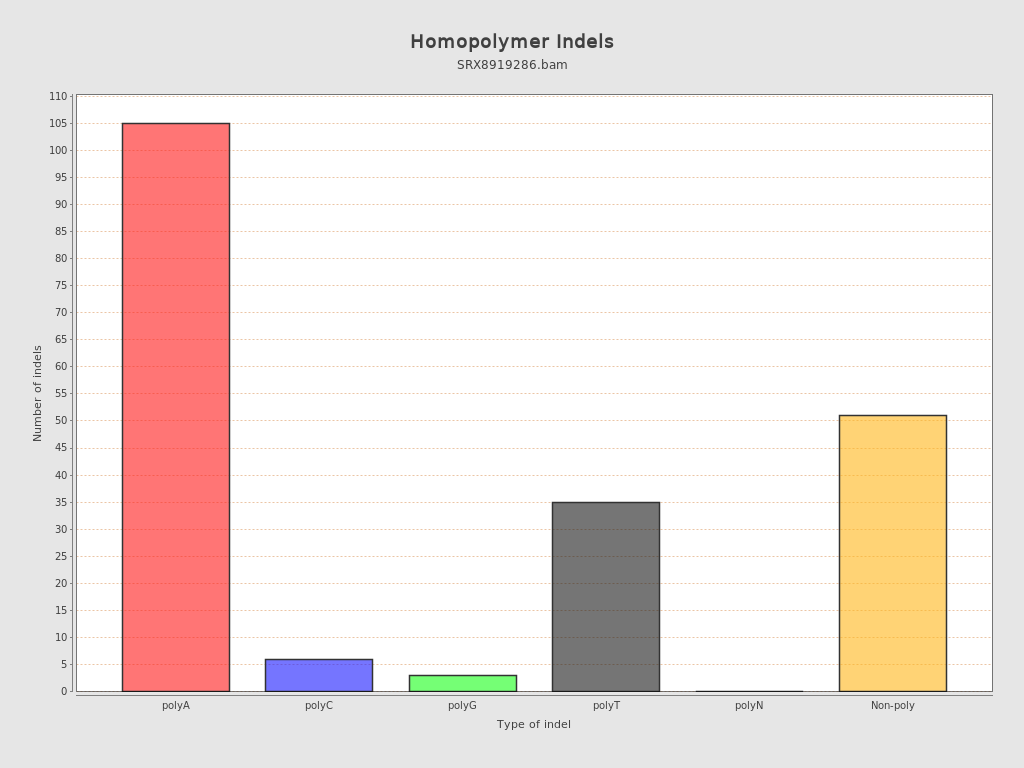 Homopolymer Indels
SRX8919286.bam
110
105
100
95
90
85
80
75
70
65
60
55
50
45
40
35
30
25
20
15
10
5
0
Number of indels
polyA
polyC
polyG
polyT
polyN
Non-poly
Type of indel